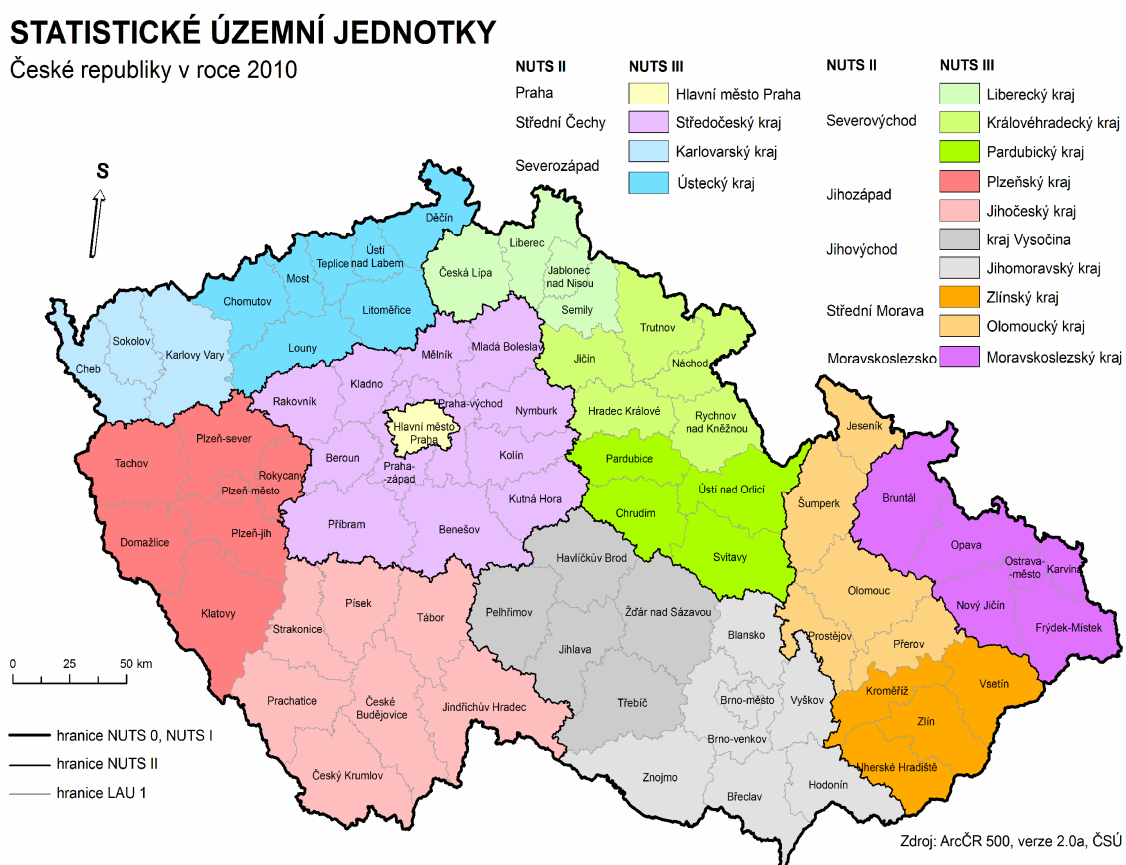 STATISTICKÉ ÚZEMNÍ JEDNOTKY
České republiky v roce 2010
NUTS II NUTS III
Praha Hlavní město Praha
Střední Čechy Středočeský kraj
Severozápad Karlovarský kraj
Ústecký kraj
NUTS II NUTS III
Liberecký kraj
Severovýchod Královéhradecký kraj
Pardubický kraj
Jihozápad Plzeňský kraj
Jihočeský kraj
Jihovýchod kraj Vysočina
Jihomoravský kraj
Střední Morava Zlínský kraj
Olomoucký kraj
Moravskoslezsko Moravskoslezský kraj
S
Děčín
Ústí
nad Labem
Teplice
Most
Chomutov
Litoměřice
Louny
Liberec
Česká Lípa
Jablonec
nad Nisou
Semily
Sokolov
Karlovy Vary
Cheb
Trutnov
Jičín
Náchod
Hradec Králové
Rychnov
nad Kněžnou
Mělník
Mladá Boleslav
Kladno
Rakovník
Praha-východ
Nymburk
Hlavní město
Praha
Beroun
Praha-
-západ
Kolín
Kutná Hora
Příbram
Benešov
Plzeň-sever
Tachov
Rokycany
Plzeň-město
Plzeň-jih
Domažlice
Klatovy
Pardubice
Ústí nad Orlicí
Chrudim
Svitavy
Jeseník
Šumperk
Olomouc
Prostějov
Přerov
Bruntál
Opava
Ostrava-
-město
Karviná
Nový Jičín
Frýdek-Místek
Havlíčkův Brod
Pelhřimov
Žďár nad Sázavou
Jihlava
Třebíč
Písek
Tábor
Strakonice
Prachatice
České
Budějovice
Jindřichův Hradec
Český Krumlov
Blansko
Brno-město
Vyškov
Brno-venkov
Znojmo
Břeclav
Hodonín
Kroměříž
Vsetín
Zlín
Uherské Hradiště
0 25 50 km
hranice NUTS 0, NUTS I
hranice NUTS II
hranice LAU 1
Zdroj: ArcČR 500, verze 2.0a, ČSÚ